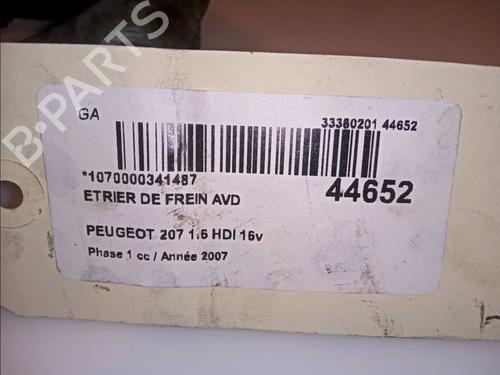 GA
33380201 44652
*1070000341487
44652
ETRIER DE FREIN AVD
PEUGEOT 207 1.6 HDI 16v
Phase 1 cc / Année 2007
B-PARTS